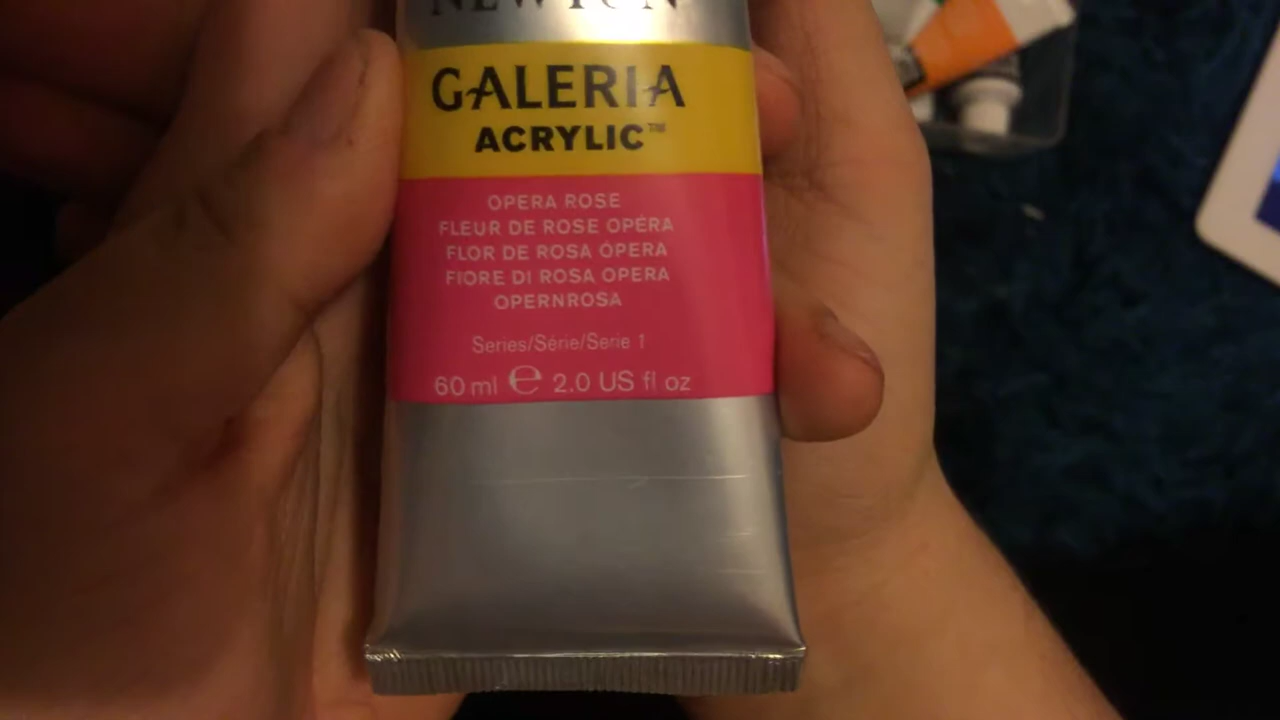 NEWTON
GALERIA
ACRYLIC™
OPERA ROSE
FLEUR DE ROSE OPÉRA
FLOR DE ROSA ÓPERA
FIORE DI ROSA OPERA
OPERNROSA
Series/Série/Serie 1
60 ml ℮ 2.0 US fl oz